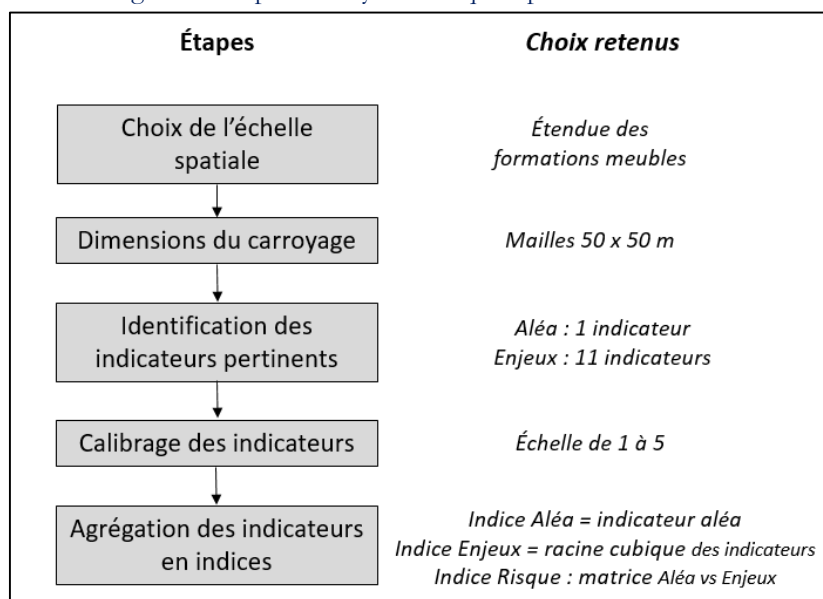 Étapes
Choix retenus
Choix de l'échelle
spatiale
Étendue des
formations meubles
Dimensions du carroyage
Mailles 50 x 50 m
Identification des
indicateurs pertinents
Aléa : 1 indicateur
Enjeux : 11 indicateurs
Calibrage des indicateurs
Échelle de 1 à 5
Agrégation des indicateurs
en indices
Indice Aléa = indicateur aléa
Indice Enjeux = racine cubique des indicateurs
Indice Risque : matrice Aléa vs Enjeux